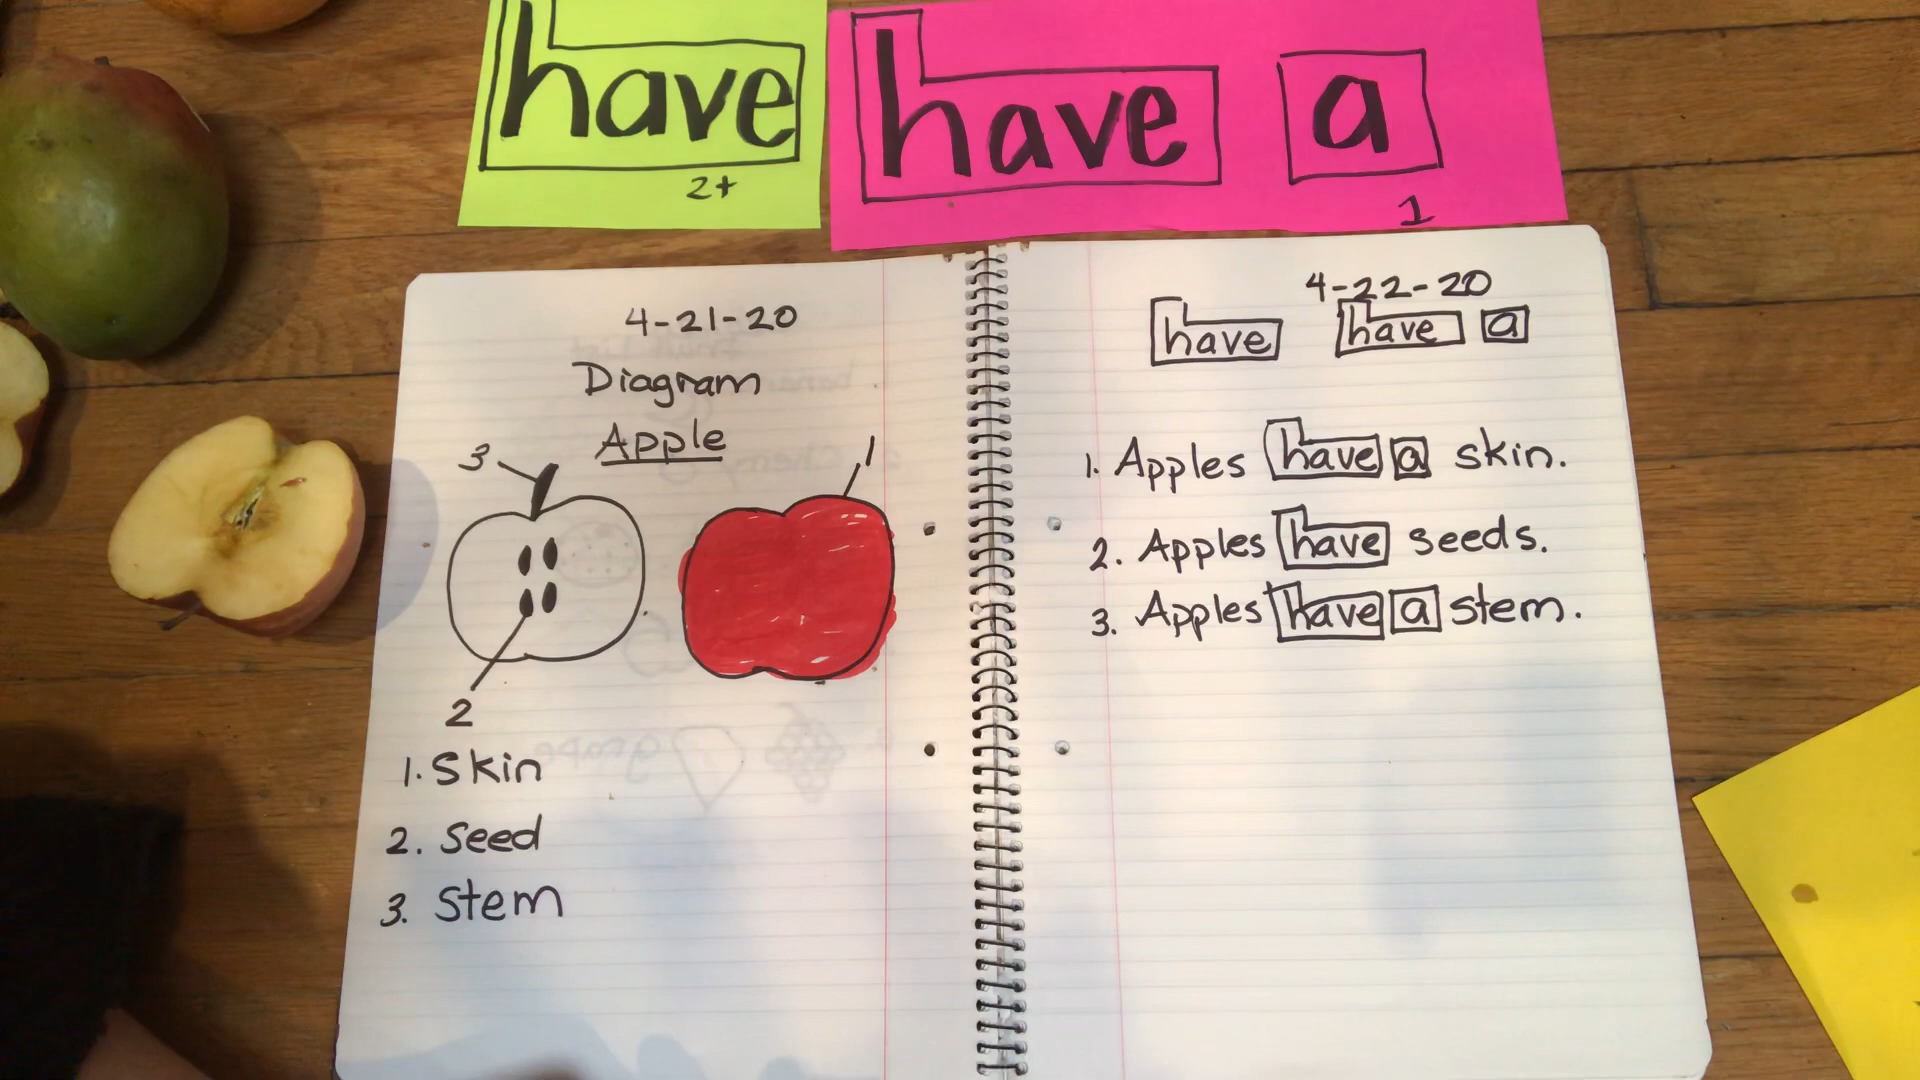 have
2+
have a
1
4-21-20
Diagram
Apple
3
1
2
1. Skin
2. Seed
3. Stem
4-22-20
have have a
1. Apples have a skin.
2. Apples have seeds.
3. Apples have a stem.